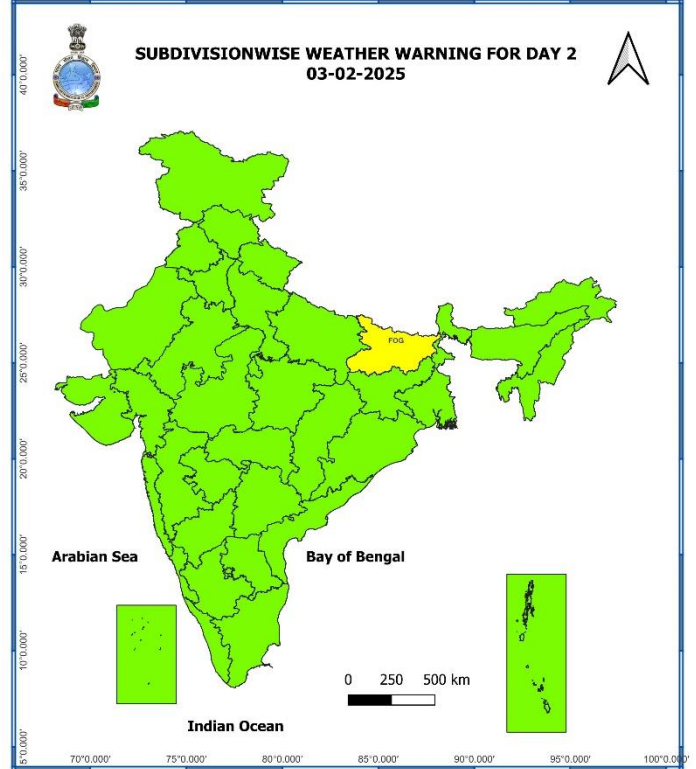 SUBDIVISIONWISE WEATHER WARNING FOR DAY 2
03-02-2025
40°0.000'
35°0.000'
30°0.000'
FOG
25°0.000'
20°0.000'
15°0.000'
Arabian Sea
Bay of Bengal
10°0.000'
0 250 500 km
Indian Ocean
5°0.000'
70°0.000' 75°0.000' 80°0.000' 85°0.000' 90°0.000' 95°0.000' 100°0.000'